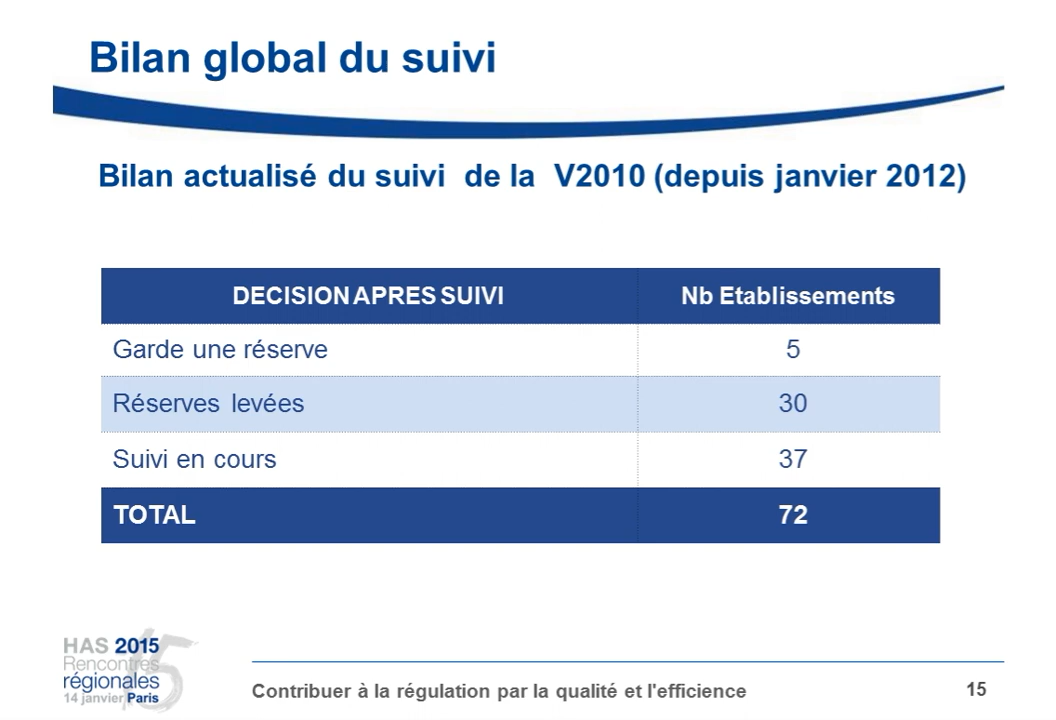 Bilan global du suivi
Bilan actualisé du suivi de la V2010 (depuis janvier 2012)
DECISION APRES SUIVI Nb Etablissements
Garde une réserve 5
Réserves levées 30
Suivi en cours 37
TOTAL 72
HAS 2015
Rencontres
régionales
14 janvier Paris
15
Contribuer à la régulation par la qualité et l'efficience 15